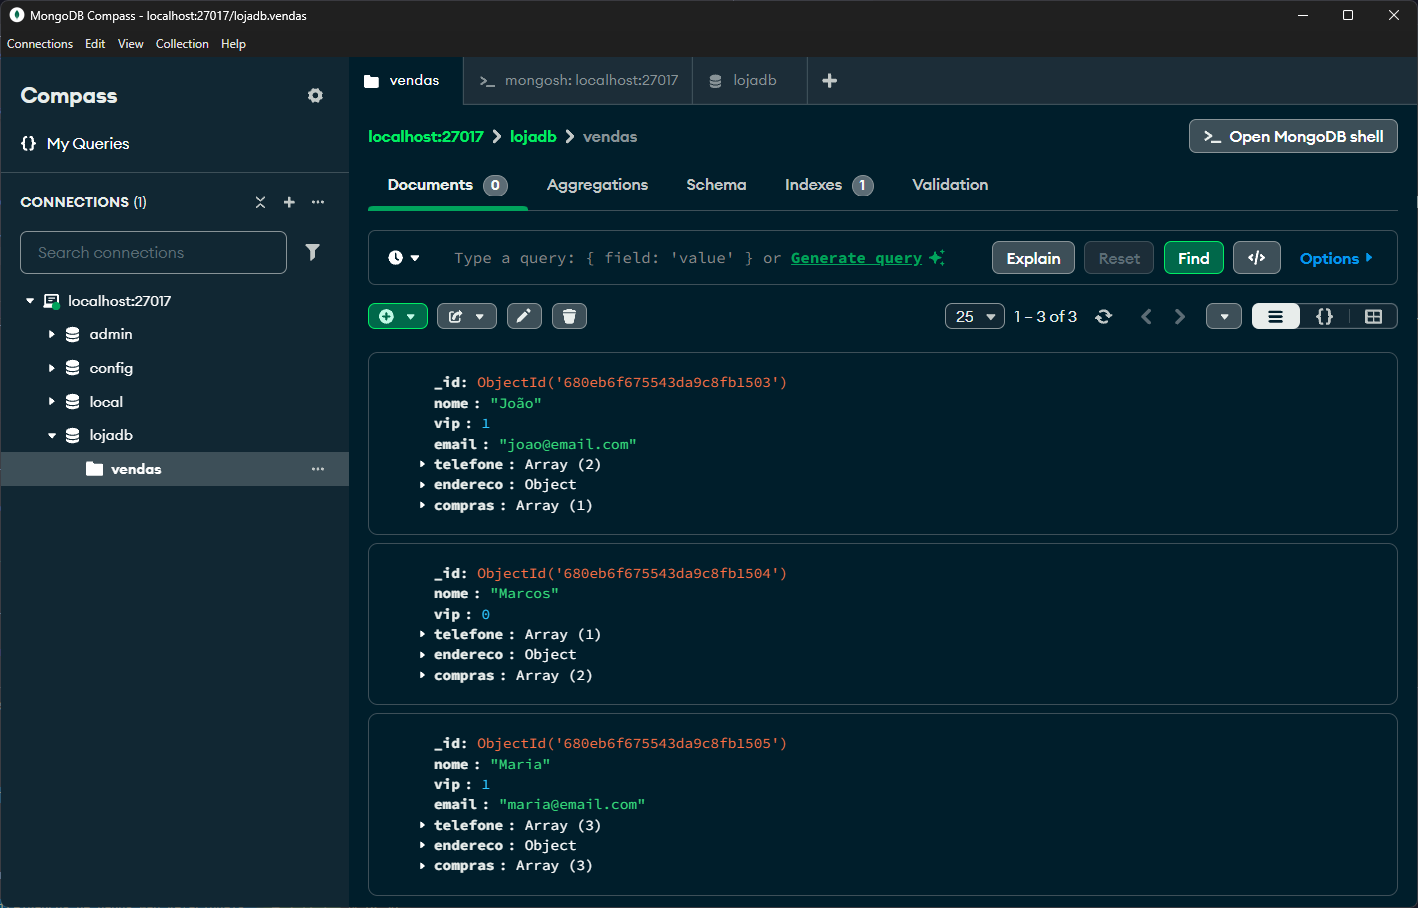 MongoDB Compass - localhost:27017/lojadb.vendas
Connections Edit View Collection Help
Compass
My Queries
CONNECTIONS (1)
Search connections
localhost:27017
admin
config
local
lojadb
vendas
vendas
mongosh: localhost:27017
lojadb
localhost:27017 > lojadb > vendas
Open MongoDB shell
Documents 0 Aggregations Schema Indexes 1 Validation
Type a query: { field: 'value' } or Generate query
Explain Reset Find </> Options
25 1 – 3 of 3 {}
_id: ObjectId('680eb6f675543da9c8fb1503')
nome : "João"
vip : 1
email : "joao@email.com"
telefone : Array (2)
endereco : Object
compras : Array (1)
_id: ObjectId('680eb6f675543da9c8fb1504')
nome : "Marcos"
vip : 0
telefone : Array (1)
endereco : Object
compras : Array (2)
_id: ObjectId('680eb6f675543da9c8fb1505')
nome : "Maria"
vip : 1
email : "maria@email.com"
telefone : Array (3)
endereco : Object
compras : Array (3)